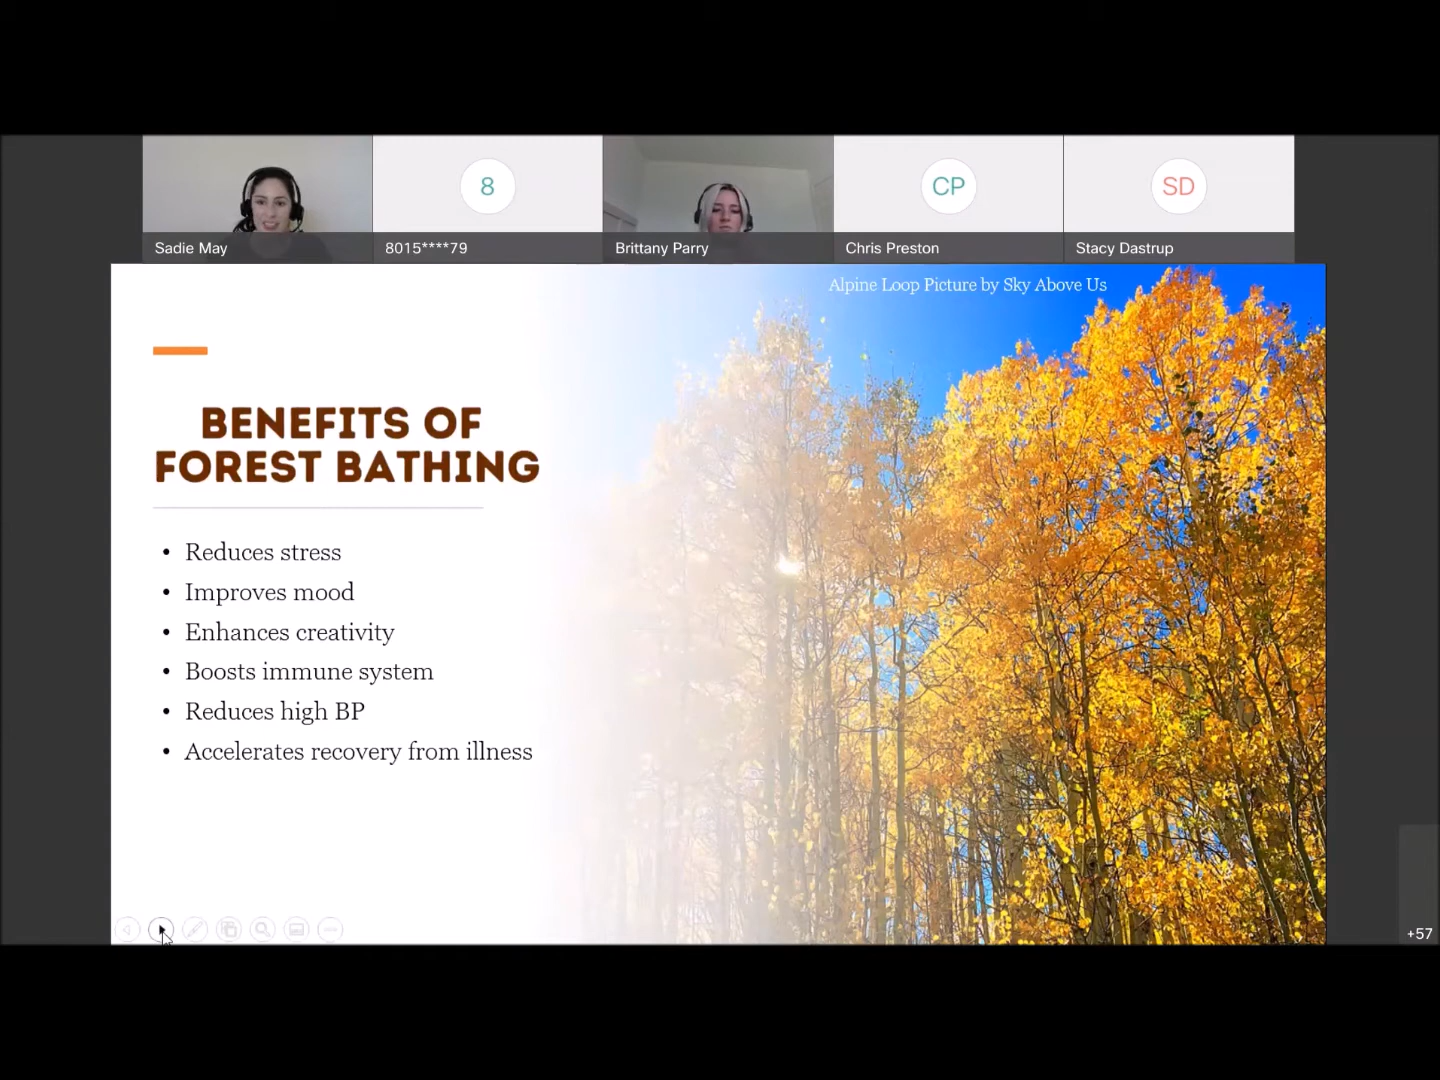 8
CP
SD
Sadie May
8015****79
Brittany Parry
Chris Preston
Stacy Dastrup
Alpine Loop Picture by Sky Above Us
BENEFITS OF
FOREST BATHING
• Reduces stress
• Improves mood
• Enhances creativity
• Boosts immune system
• Reduces high BP
• Accelerates recovery from illness
+57